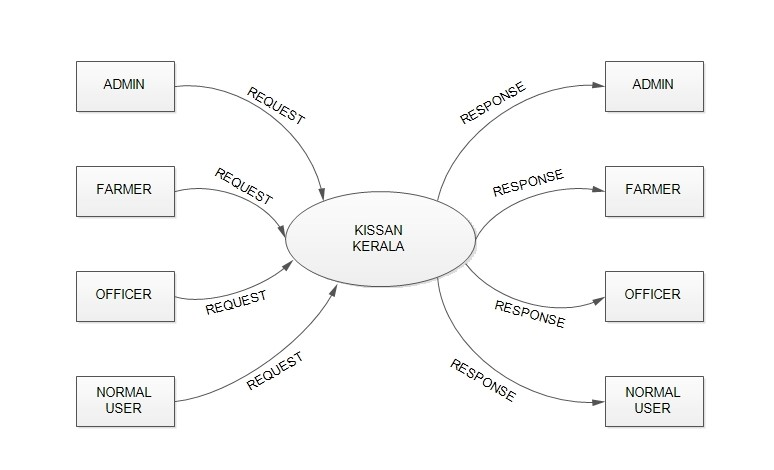 ADMIN
REQUEST
RESPONSE
ADMIN
FARMER
REQUEST
RESPONSE
FARMER
KISSAN
KERALA
OFFICER
REQUEST
RESPONSE
OFFICER
NORMAL
USER
REQUEST
RESPONSE
NORMAL
USER